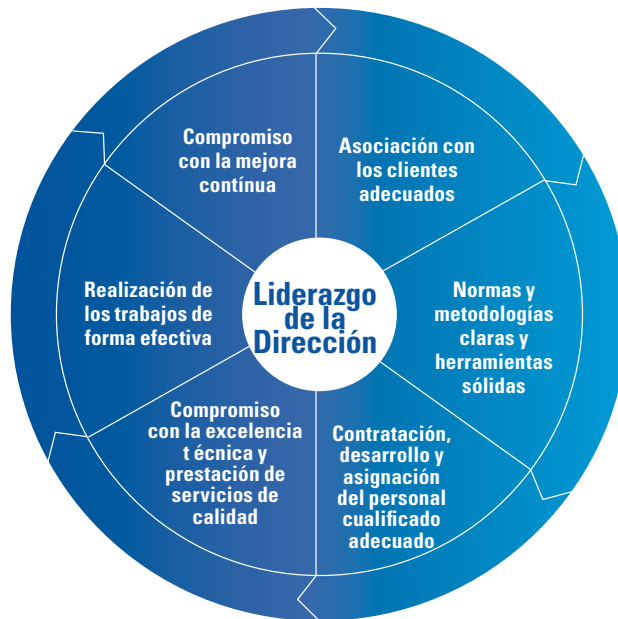 Compromiso
con la mejora
contínua
Asociación con
los clientes
adecuados
Realización de
los trabajos de
forma efectiva
Liderazgo
de la
Dirección
Normas y
metodologías
claras y
herramientas
sólidas
Compromiso
con la excelencia
t écnica y
prestación de
servicios de
calidad
Contratación,
desarrollo y
asignación
del personal
cualificado
adecuado